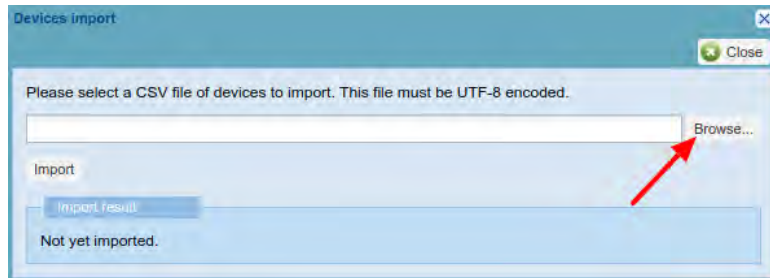 Devices import
Close
Please select a CSV file of devices to import. This file must be UTF-8 encoded.
Browse...
Import
Import result
Not yet imported.